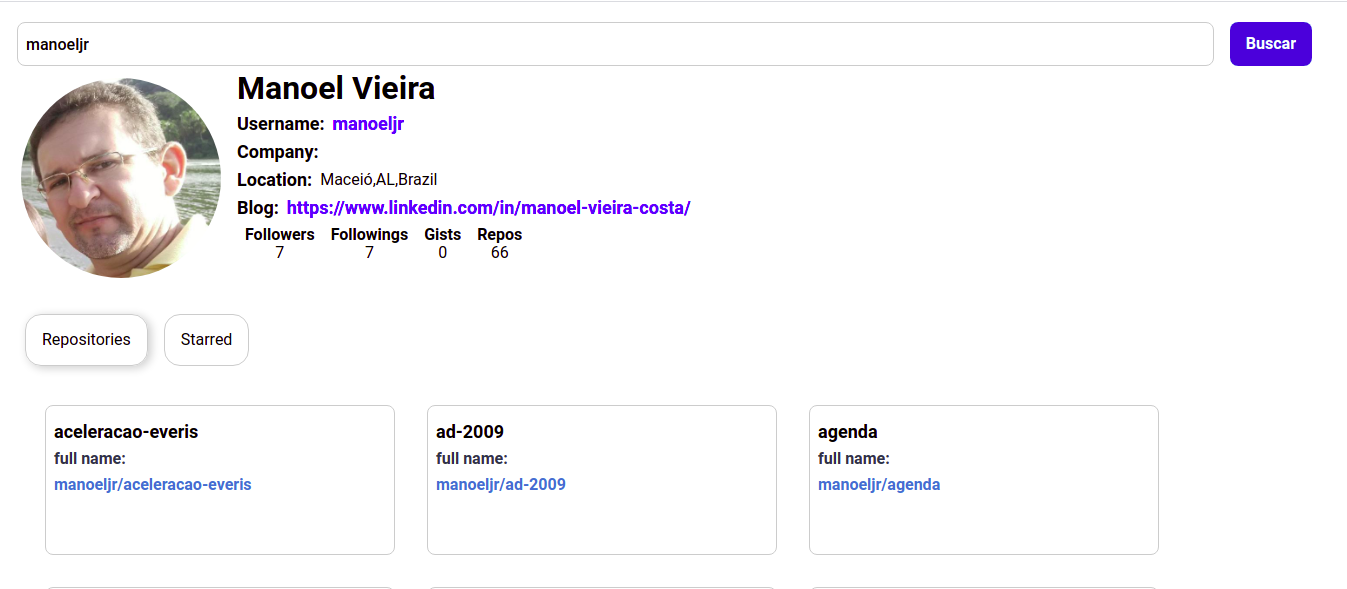 manoeljr
Buscar
Manoel Vieira
Username: manoeljr
Company:
Location: Maceió,AL,Brazil
Blog: https://www.linkedin.com/in/manoel-vieira-costa/
Followers Followings Gists Repos
7 7 0 66
Repositories Starred
aceleracao-everis
full name:
manoeljr/aceleracao-everis
ad-2009
full name:
manoeljr/ad-2009
agenda
full name:
manoeljr/agenda